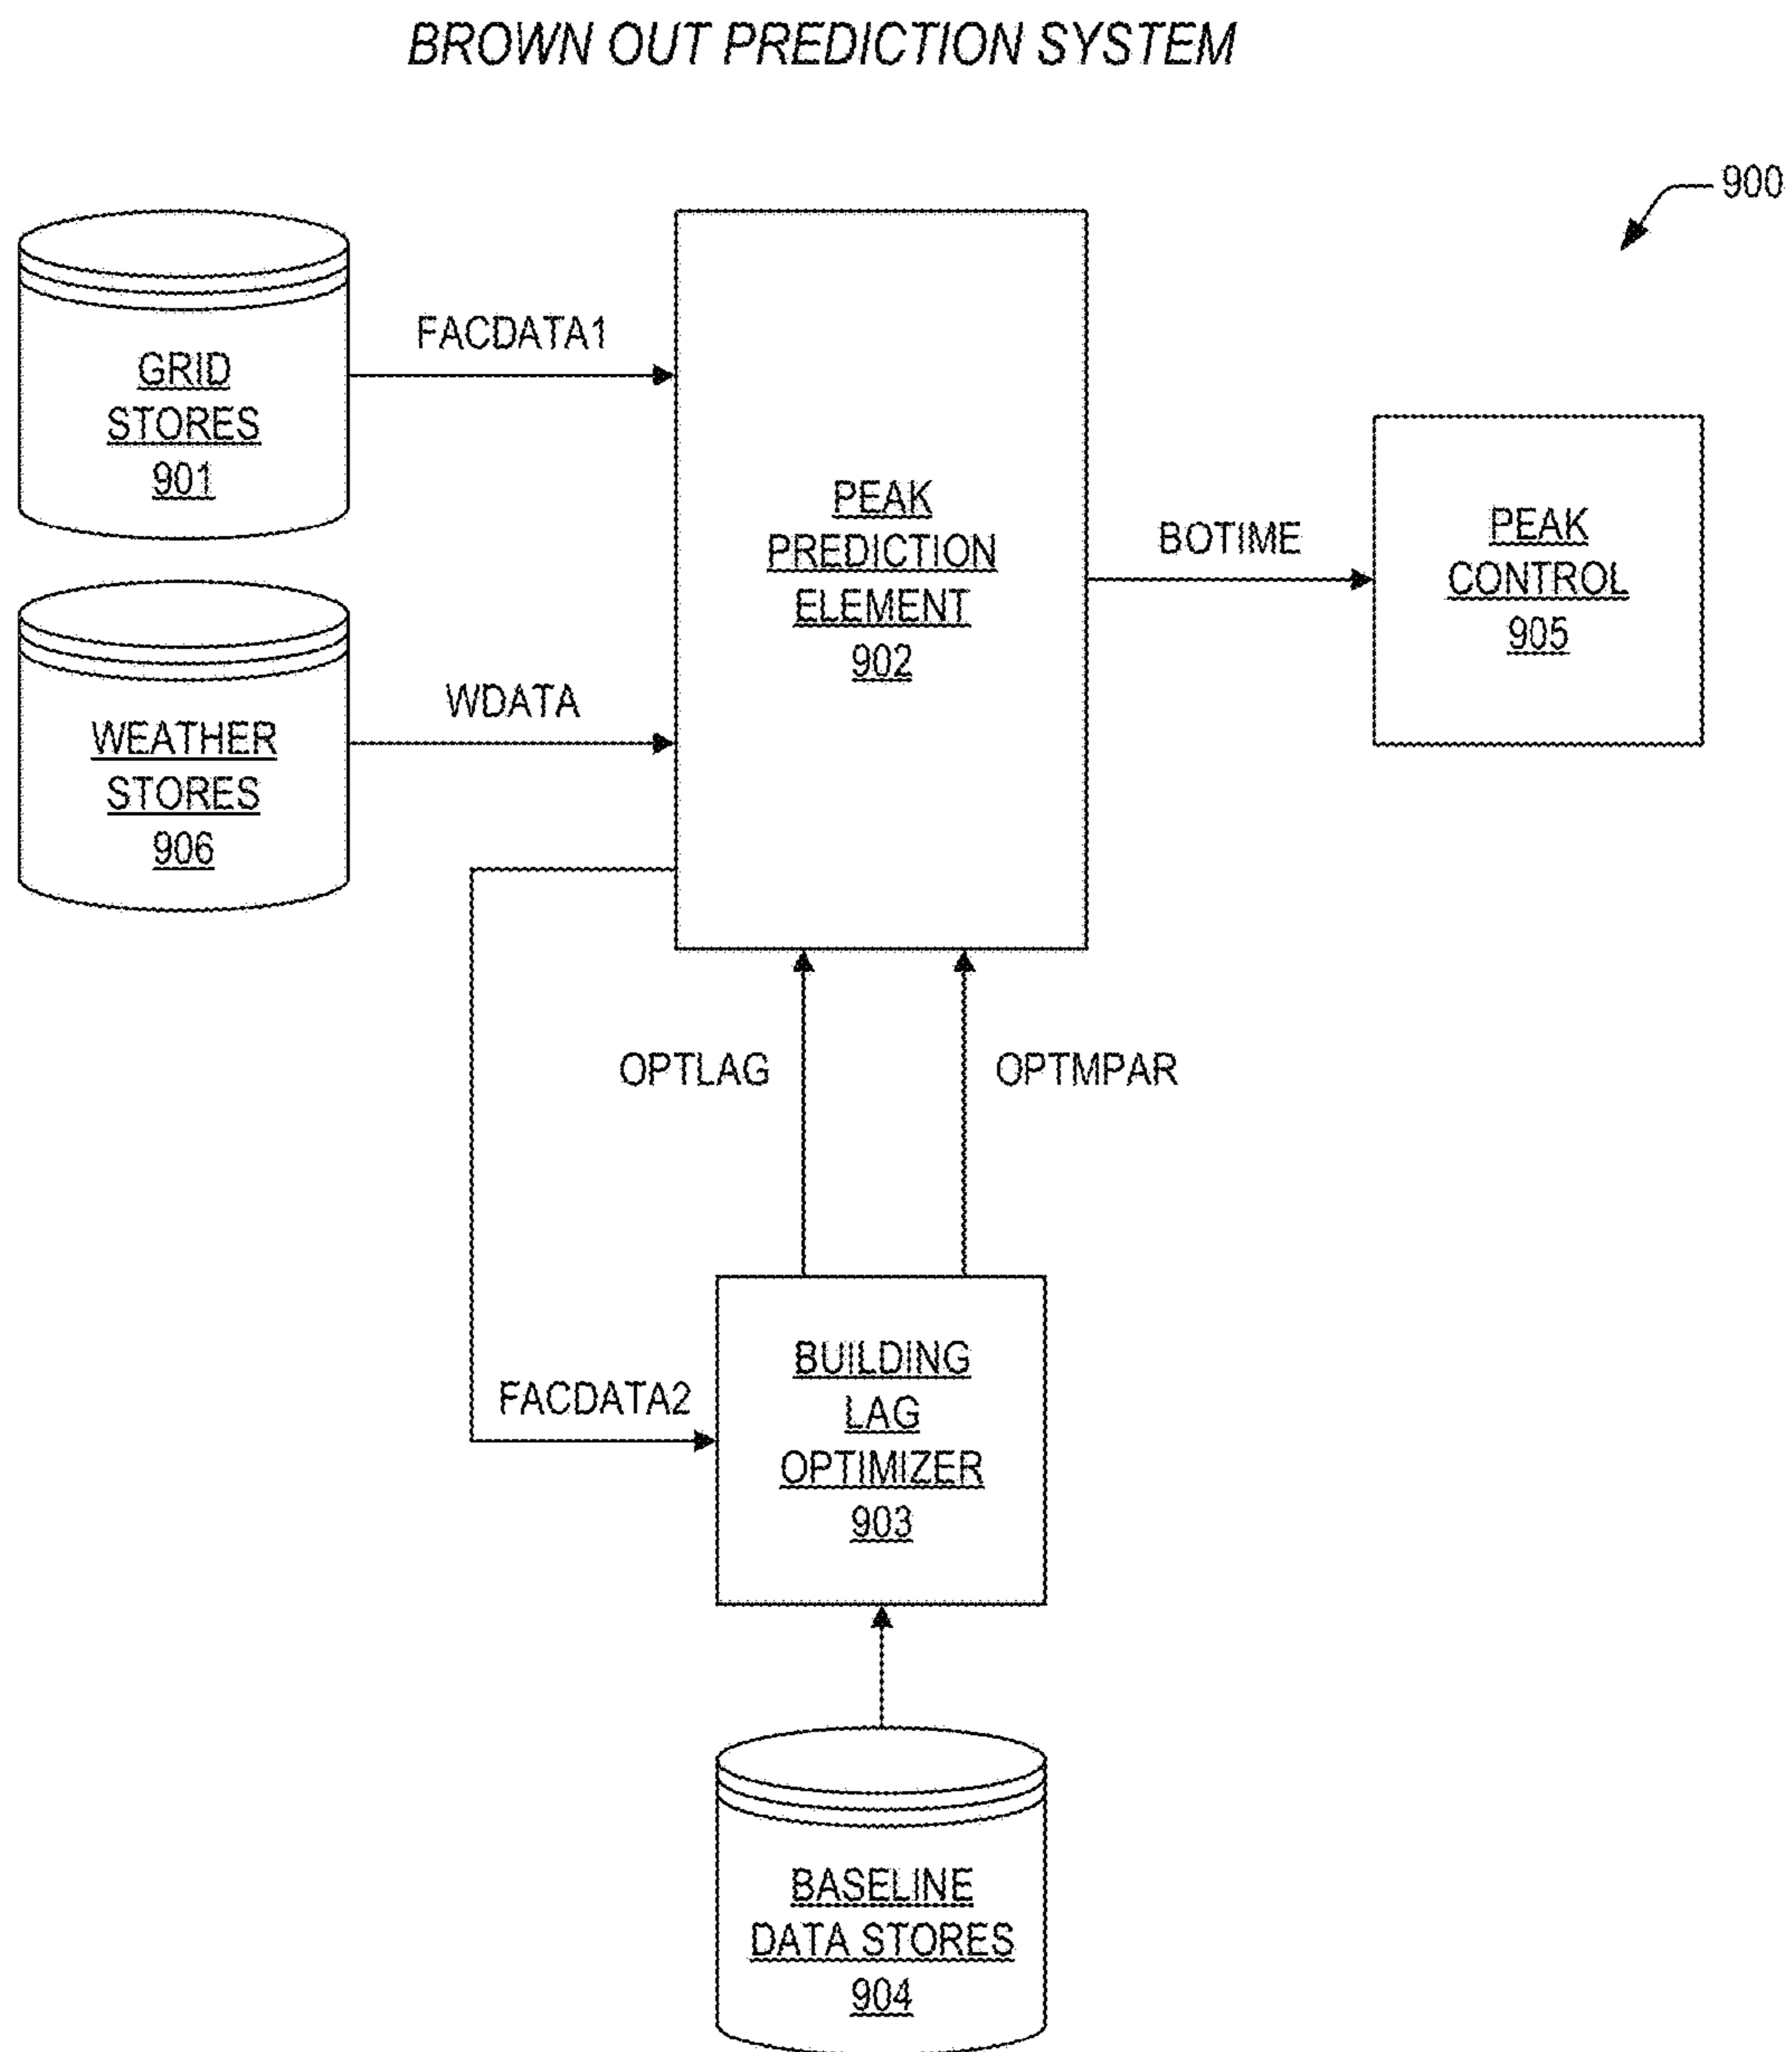 BROWN OUT PREDICTION SYSTEM
900
GRID
STORES
901
FACDATA1
PEAK
PREDICTION
ELEMENT
902
BOTIME
PEAK
CONTROL
905
WEATHER
STORES
906
WDATA
OPTLAG
OPTMPAR
FACDATA2
BUILDING
LAG
OPTIMIZER
903
BASELINE
DATA STORES
904